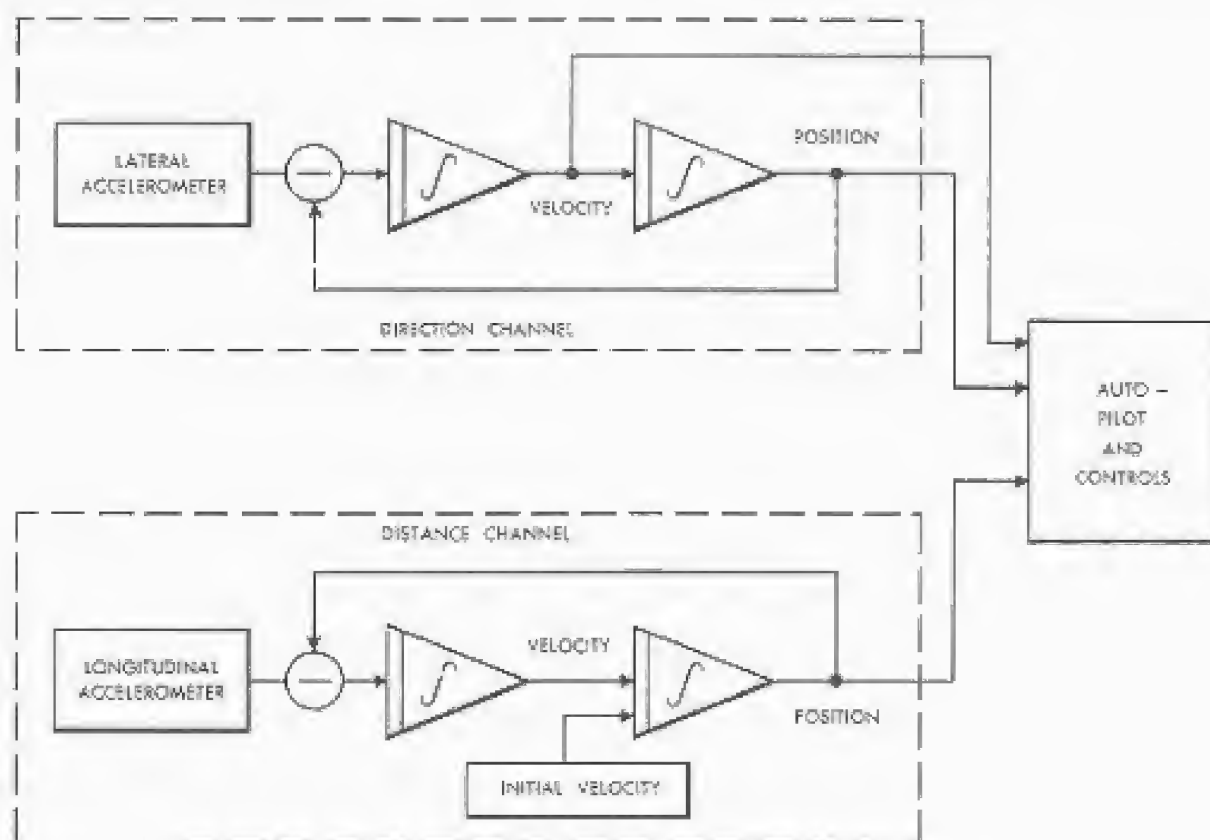 LATERAL
ACCELEROMETER
VELOCITY
POSITION
DIRECTION CHANNEL
AUTO –
PILOT
AND
CONTROLS
DISTANCE CHANNEL
LONGITUDINAL
ACCELEROMETER
VELOCITY
POSITION
INITIAL VELOCITY